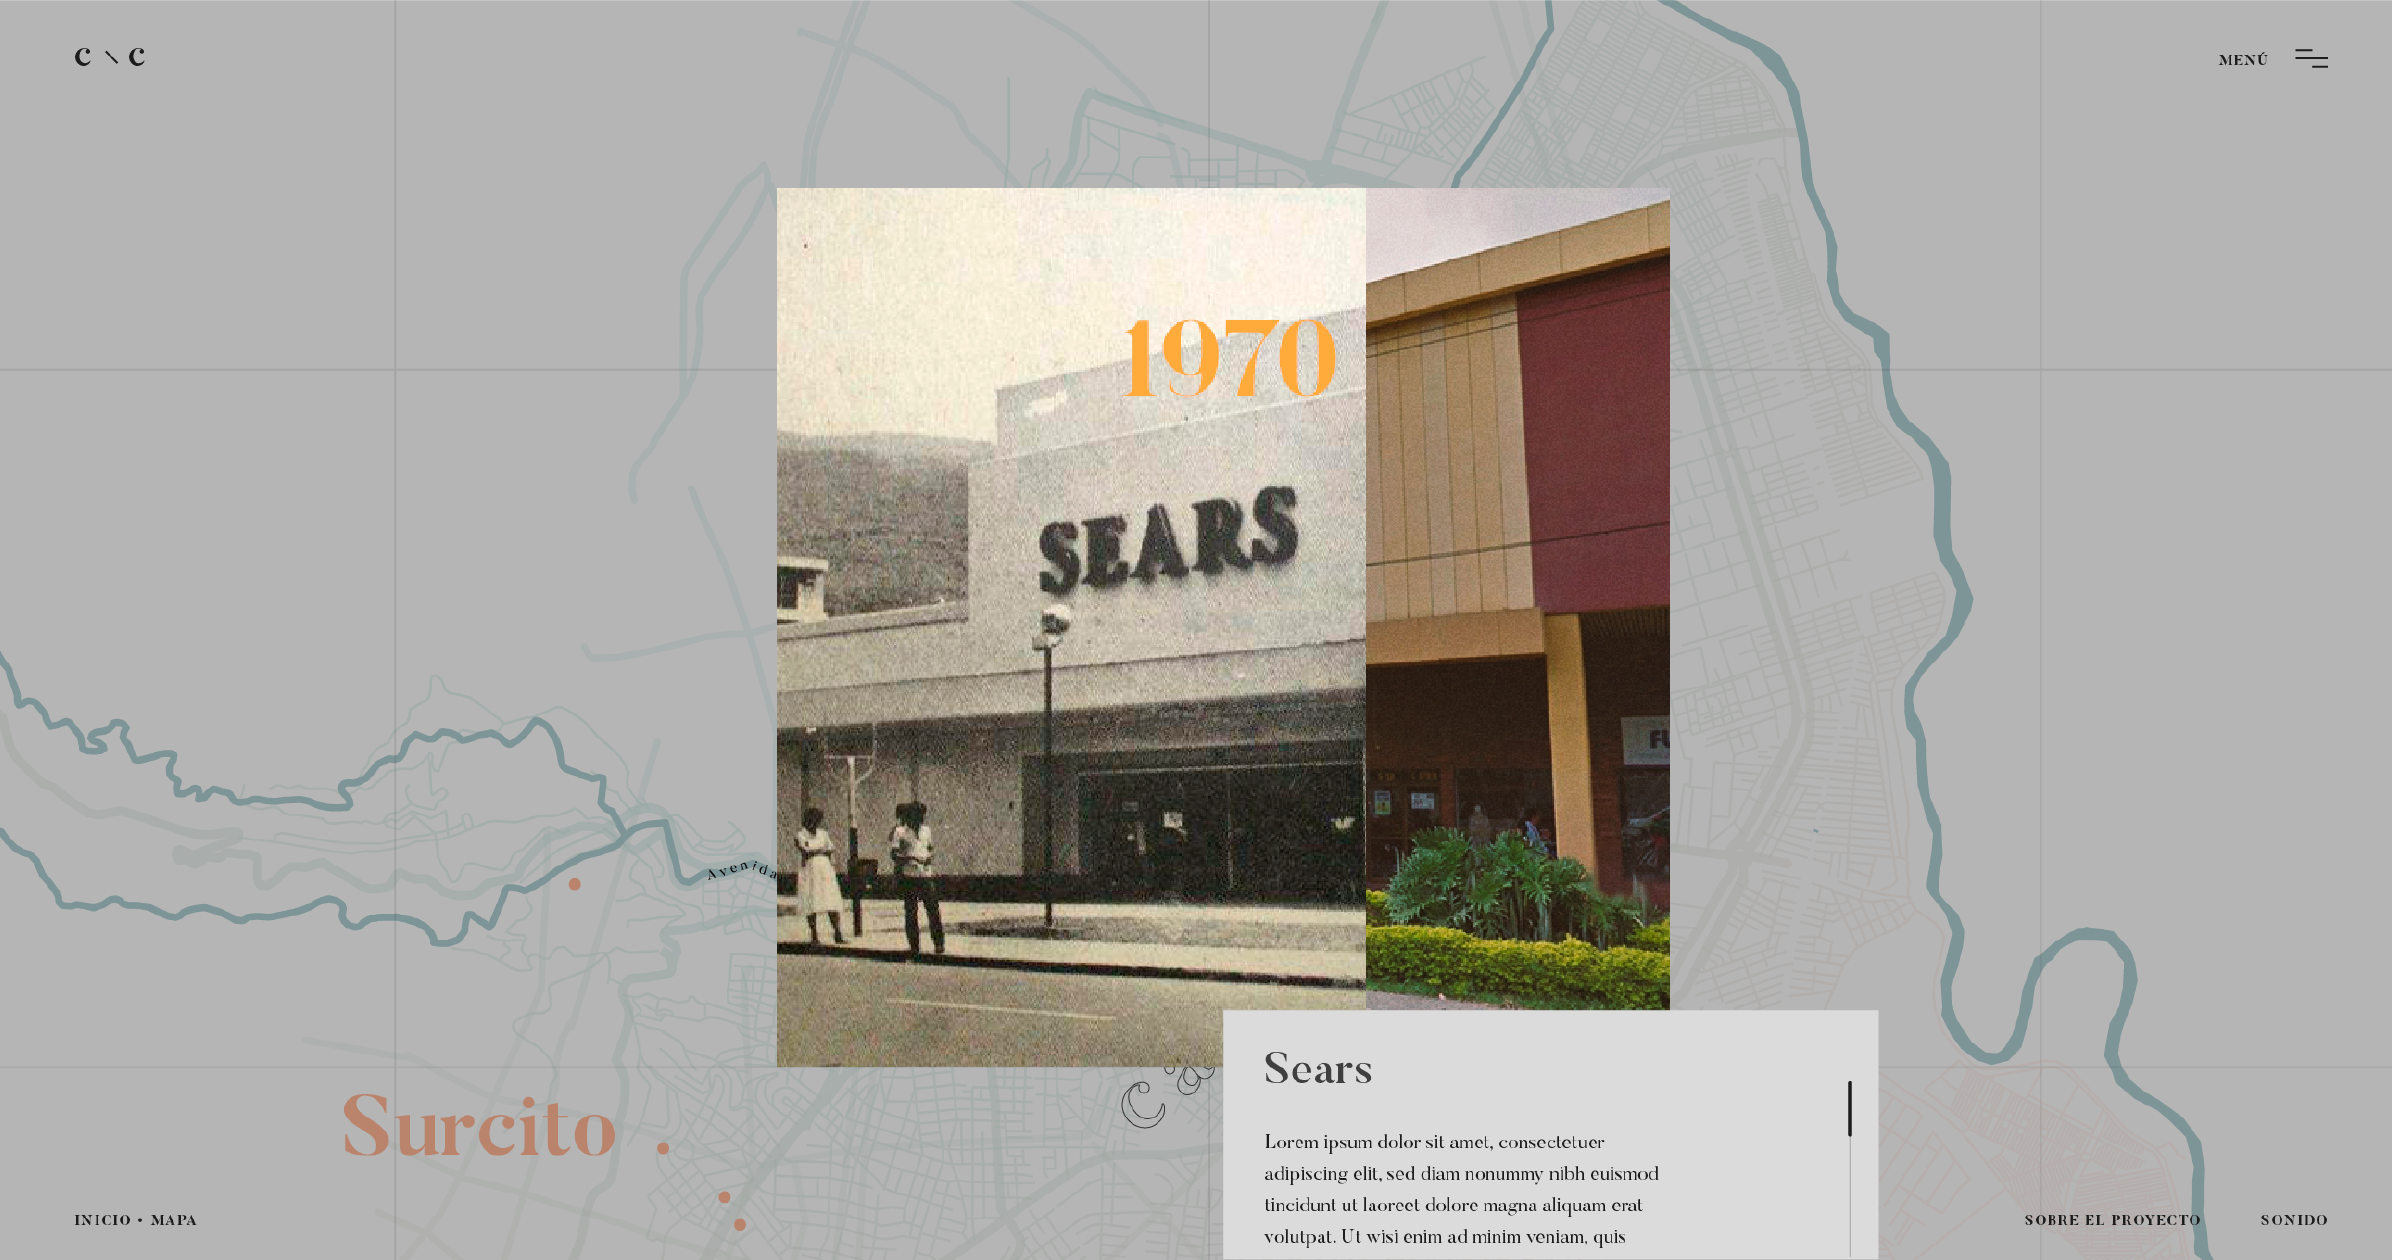 C \ C
MENÚ
1970
SEARS
FU
Avenida
Ca
Surcito
Sears
Lorem ipsum dolor sit amet, consectetuer
adipiscing elit, sed diam nonummy nibh euismod
tincidunt ut laoreet dolore magna aliquam erat
volutpat. Ut wisi enim ad minim veniam, quis
INICIO • MAPA
SOBRE EL PROYECTO
SONIDO